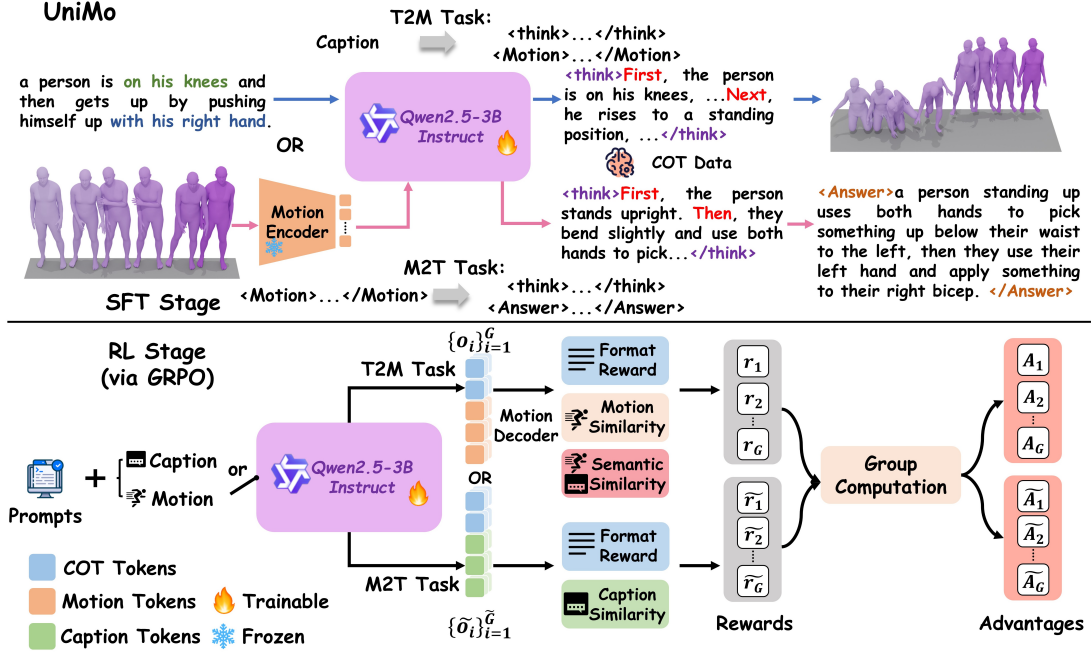 UniMo
T2M Task:
Caption
<think>...</think>
<Motion>...</Motion>
a person is on his knees and
then gets up by pushing
himself up with his right hand.
OR
Qwen2.5-3B
Instruct
<think>First, the person
is on his knees, ...Next,
he rises to a standing
position, ...</think>
COT Data
Motion
Encoder
<think>First, the person
stands upright. Then, they
bend slightly and use both
hands to pick...</think>
<Answer>a person standing up
uses both hands to pick
something up below their waist
to the left, then they use their
left hand and apply something
to their right bicep. </Answer>
SFT Stage
M2T Task:
<Motion>...</Motion>
<think>...</think>
<Answer>...</Answer>
RL Stage
(via GRPO)
T2M Task
{o_i}_{i=1}^{G}
Motion
Decoder
Format
Reward
Motion
Similarity
Semantic
Similarity
r_1
r_2
r_G
A_1
A_2
A_G
Prompts
+
Caption
Motion
or
Qwen2.5-3B
Instruct
OR
Group
Computation
M2T Task
{õ_i}_{i=1}^{G̃}
Format
Reward
Caption
Similarity
r̃_1
r̃_2
r̃_G̃
Ã_1
Ã_2
Ã_G
Rewards
Advantages
COT Tokens
Motion Tokens
Trainable
Caption Tokens
Frozen